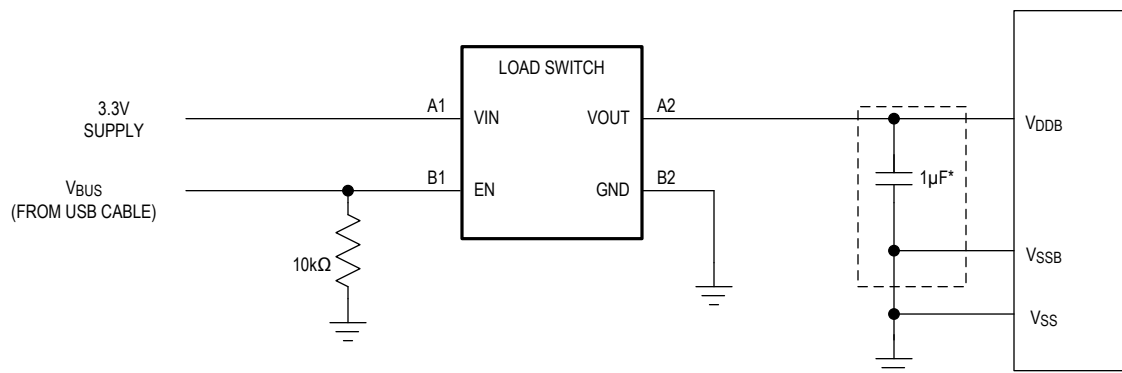 LOAD SWITCH
3.3V
SUPPLY
A1
VIN
VOUT
A2
VDDB
VBUS
(FROM USB CABLE)
B1
EN
GND
B2
1µF*
10kΩ
VSSB
VSS